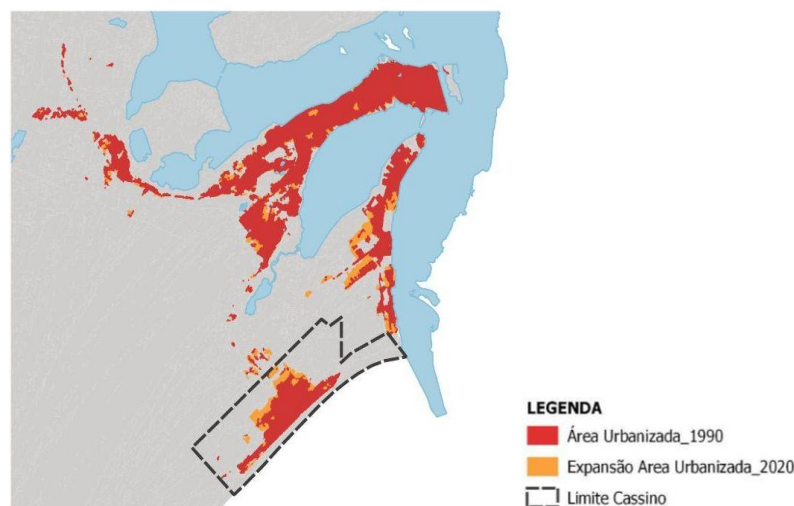 LEGENDA
Área Urbanizada_1990
Expansão Area Urbanizada_2020
Limite Cassino